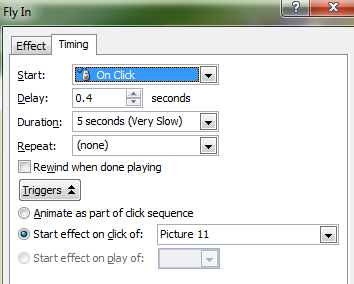 Fly In
Effect Timing
Start: On Click
Delay: 0.4 seconds
Duration: 5 seconds (Very Slow)
Repeat: (none)
Rewind when done playing
Triggers
Animate as part of click sequence
Start effect on click of: Picture 11
Start effect on play of: